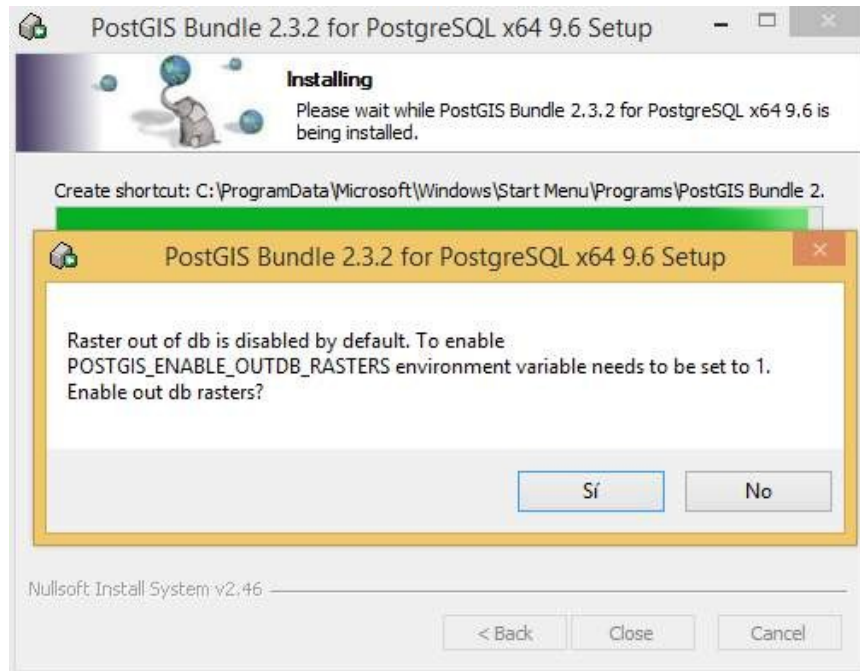 PostGIS Bundle 2.3.2 for PostgreSQL x64 9.6 Setup
Installing
Please wait while PostGIS Bundle 2.3.2 for PostgreSQL x64 9.6 is
being installed.
Create shortcut: C:\ProgramData\Microsoft\Windows\Start Menu\Programs\PostGIS Bundle 2.
PostGIS Bundle 2.3.2 for PostgreSQL x64 9.6 Setup
Raster out of db is disabled by default. To enable
POSTGIS_ENABLE_OUTDB_RASTERS environment variable needs to be set to 1.
Enable out db rasters?
Sí No
Nullsoft Install System v2.46
< Back Close Cancel